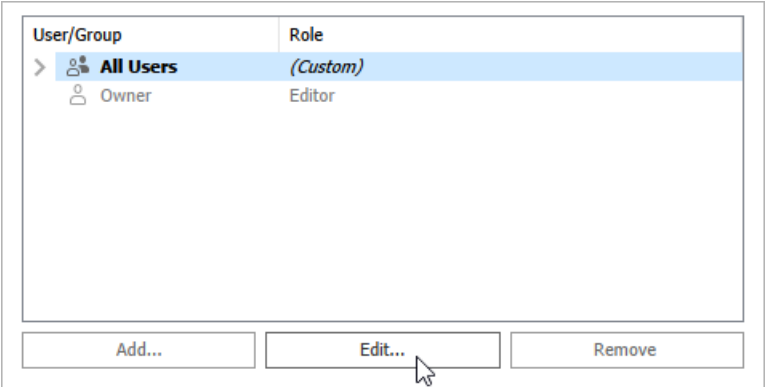 User/Group Role
All Users (Custom)
Owner Editor
Add... Edit... Remove